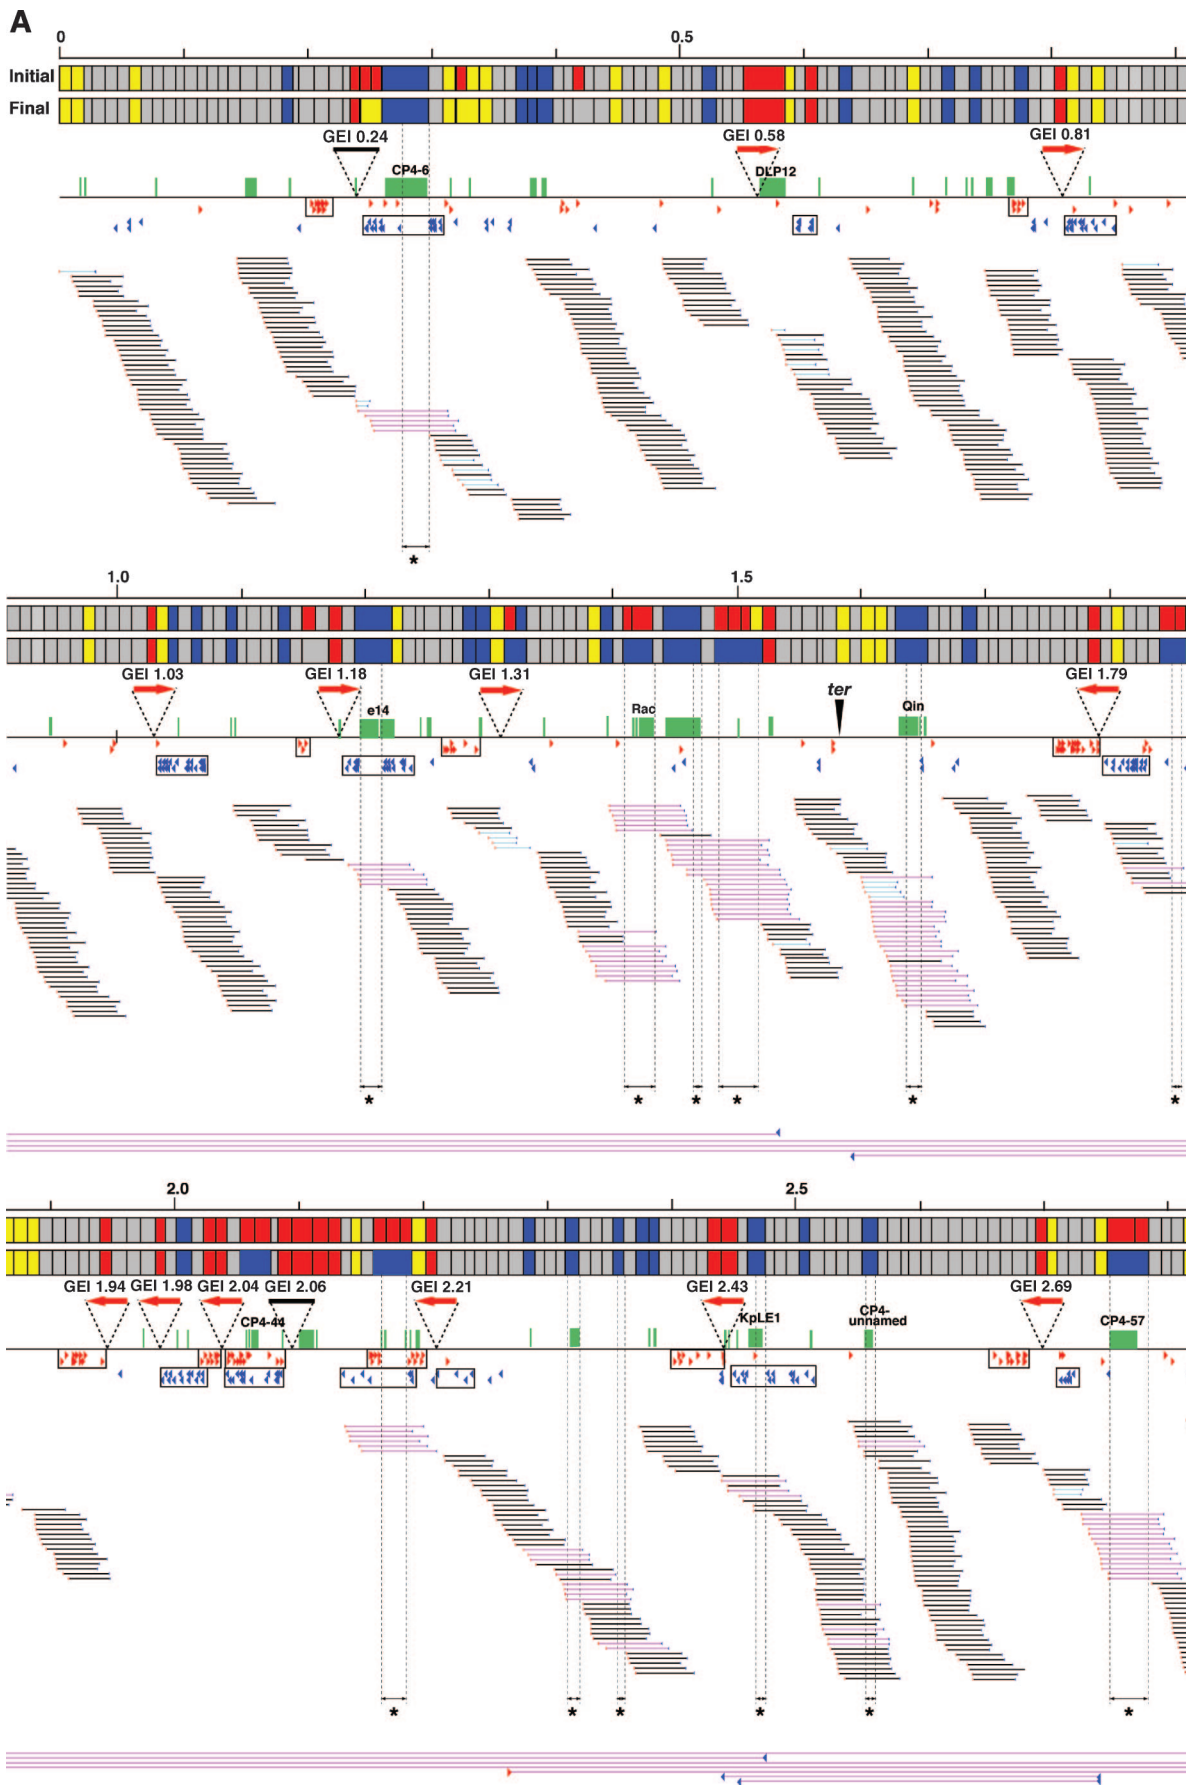 A
0 0.5
Initial
Final
GEI 0.24 GEI 0.58 GEI 0.81
CP4-6 DLP12
*
1.0 1.5
GEI 1.03 GEI 1.18 GEI 1.31 GEI 1.79
ter
e14 Rac Qin
* * * * * *
2.0 2.5
GEI 1.94 GEI 1.98 GEI 2.04 GEI 2.06 GEI 2.21 GEI 2.43 GEI 2.69
CP4-44 KpLE1 CP4-
unnamed CP4-57
* * * * * *